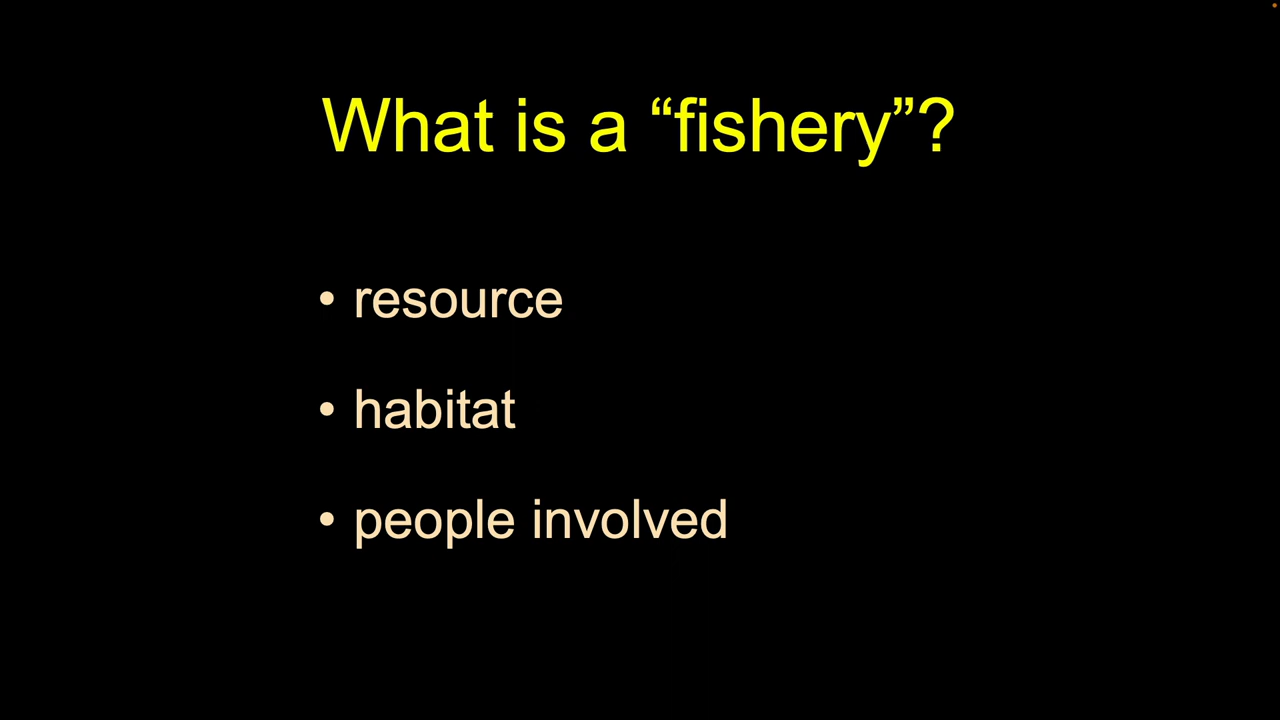 What is a “fishery”?
• resource
• habitat
• people involved